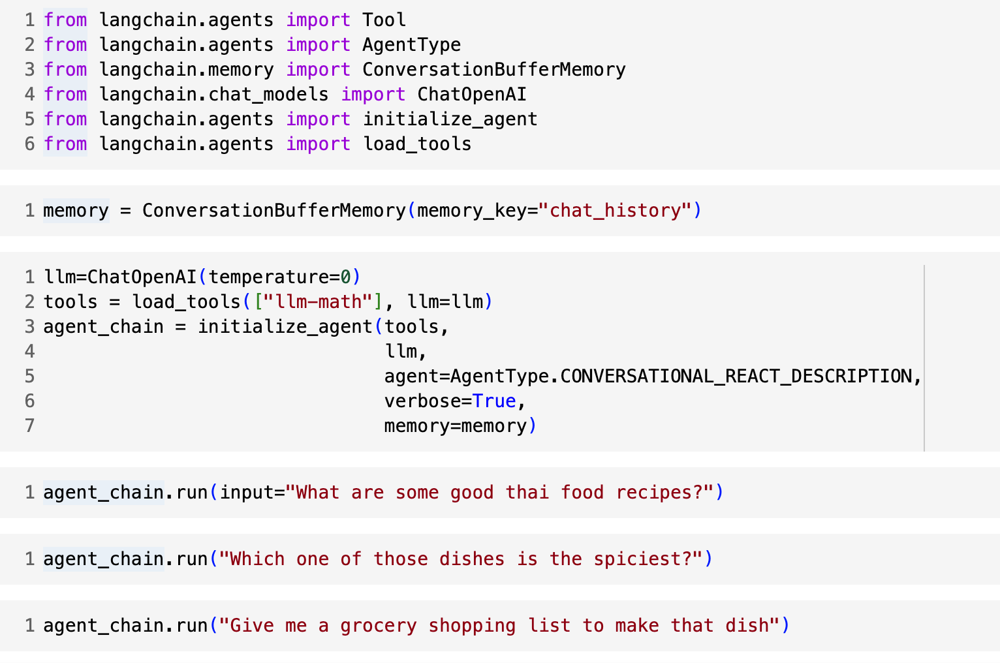 1 from langchain.agents import Tool
2 from langchain.agents import AgentType
3 from langchain.memory import ConversationBufferMemory
4 from langchain.chat_models import ChatOpenAI
5 from langchain.agents import initialize_agent
6 from langchain.agents import load_tools
1 memory = ConversationBufferMemory(memory_key="chat_history")
1 llm=ChatOpenAI(temperature=0)
2 tools = load_tools(["llm-math"], llm=llm)
3 agent_chain = initialize_agent(tools,
4                                llm,
5                                agent=AgentType.CONVERSATIONAL_REACT_DESCRIPTION,
6                                verbose=True,
7                                memory=memory)
1 agent_chain.run(input="What are some good thai food recipes?")
1 agent_chain.run("Which one of those dishes is the spiciest?")
1 agent_chain.run("Give me a grocery shopping list to make that dish")